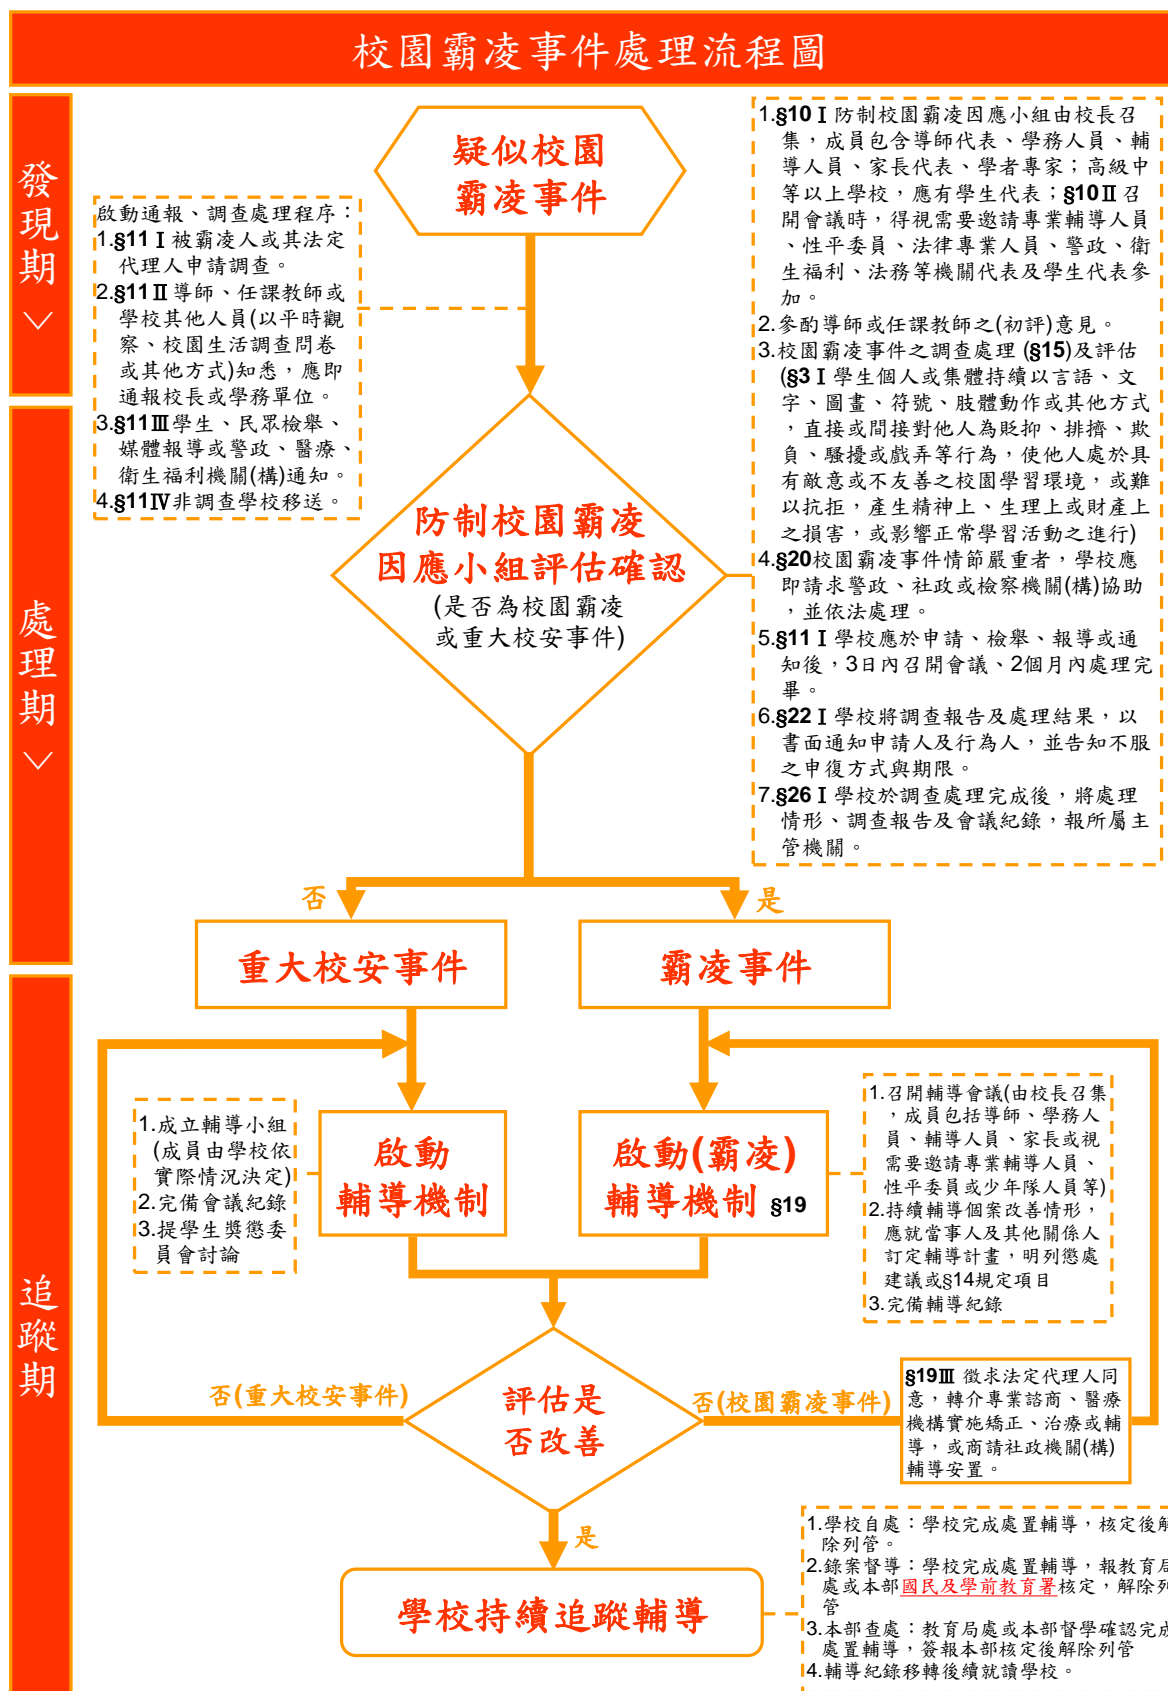 校園霸凌事件處理流程圖
發現期
處理期
追蹤期
疑似校園
霸凌事件
啟動通報、調查處理程序：
1.§11Ⅰ被霸凌人或其法定
代理人申請調查。
2.§11Ⅱ導師、任課教師或
學校其他人員(以平時觀
察、校園生活調查問卷
或其他方式)知悉，應即
通報校長或學務單位。
3.§11Ⅲ學生、民眾檢舉、
媒體報導或警政、醫療、
衛生福利機關(構)通知。
4.§11Ⅳ非調查學校移送。
1.§10Ⅰ防制校園霸凌因應小組由校長召
集，成員包含導師代表、學務人員、輔
導人員、家長代表、學者專家；高級中
等以上學校，應有學生代表；§10Ⅱ召
開會議時，得視需要邀請專業輔導人員
、性平委員、法律專業人員、警政、衛
生福利、法務等機關代表及學生代表參
加。
2.參酌導師或任課教師之(初評)意見。
3.校園霸凌事件之調查處理 (§15)及評估
(§3Ⅰ學生個人或集體持續以言語、文
字、圖畫、符號、肢體動作或其他方式
，直接或間接對他人為貶抑、排擠、欺
負、騷擾或戲弄等行為，使他人處於具
有敵意或不友善之校園學習環境，或難
以抗拒，產生精神上、生理上或財產上
之損害，或影響正常學習活動之進行)
4.§20校園霸凌事件情節嚴重者，學校應
即請求警政、社政或檢察機關(構)協助
，並依法處理。
5.§11Ⅰ學校應於申請、檢舉、報導或通
知後，3日內召開會議、2個月內處理完
畢。
6.§22Ⅰ學校將調查報告及處理結果，以
書面通知申請人及行為人，並告知不服
之申復方式與期限。
7.§26Ⅰ學校於調查處理完成後，將處理
情形、調查報告及會議紀錄，報所屬主
管機關。
防制校園霸凌
因應小組評估確認
(是否為校園霸凌
或重大校安事件)
否
是
重大校安事件
霸凌事件
1.成立輔導小組
(成員由學校依
實際情況決定)
2.完備會議紀錄
3.提學生獎懲委
員會討論
啟動
輔導機制
啟動(霸凌)
輔導機制 §19
1.召開輔導會議(由校長召集
，成員包括導師、學務人
員、輔導人員、家長或視
需要邀請專業輔導人員、
性平委員或少年隊人員等)
2.持續輔導個案改善情形，
應就當事人及其他關係人
訂定輔導計畫，明列懲處
建議或§14規定項目
3.完備輔導紀錄
否(重大校安事件)
評估是
否改善
否(校園霸凌事件)
§19Ⅲ 徵求法定代理人同
意，轉介專業諮商、醫療
機構實施矯正、治療或輔
導，或商請社政機關(構)
輔導安置。
是
學校持續追蹤輔導
1.學校自處：學校完成處置輔導，核定後解
除列管。
2.錄案督導：學校完成處置輔導，報教育局
處或本部國民及學前教育署核定，解除列
管
3.本部查處：教育局處或本部督學確認完成
處置輔導，簽報本部核定後解除列管
4.輔導紀錄移轉後續就讀學校。